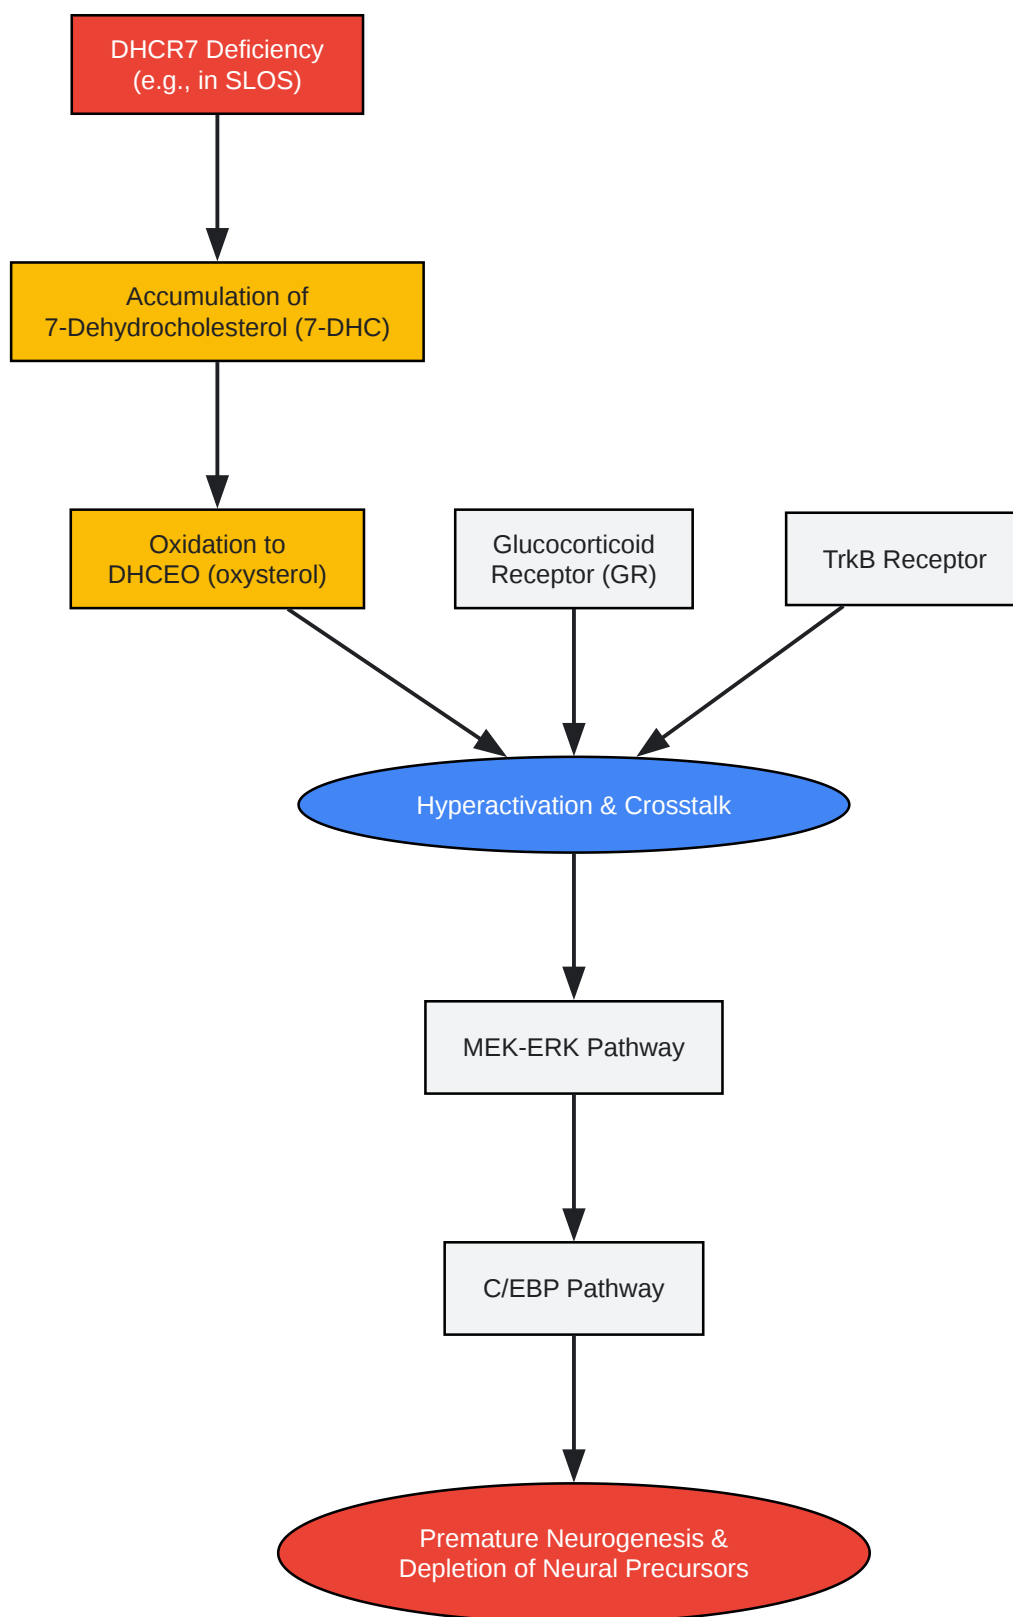 DHCR7 Deficiency
(e.g., in SLOS)
Accumulation of
7-Dehydrocholesterol (7-DHC)
Oxidation to
DHCEO (oxysterol)
Glucocorticoid
Receptor (GR)
TrkB Receptor
Hyperactivation & Crosstalk
MEK-ERK Pathway
C/EBP Pathway
Premature Neurogenesis &
Depletion of Neural Precursors